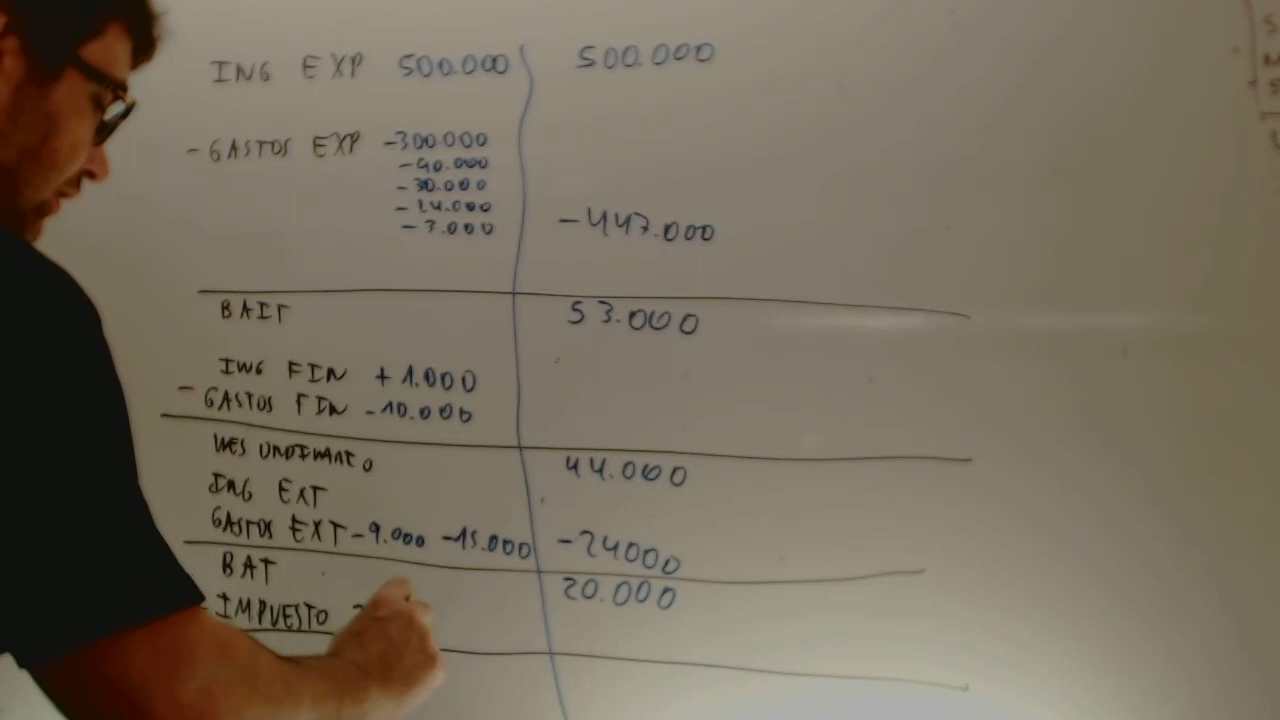 ING EXP 500.000 500.000
- GASTOS EXP -300.000
-90.000
-30.000
-24.000
-3.000 -447.000
BAIT 53.000
ING FIN +1.000
- GASTOS FIN -10.000
44.000
ING EXT
GASTOS EXT -9.000 -15.000 -24000
BAT 20.000
- IMPUESTO